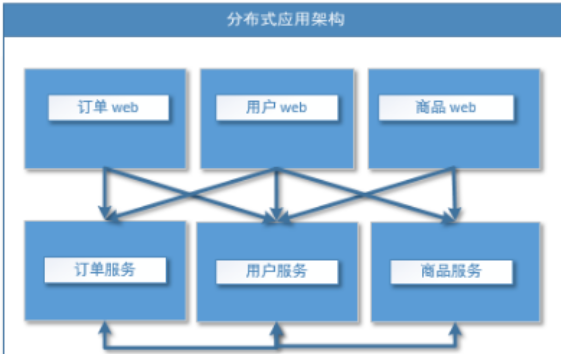 分布式应用架构
订单 web
用户 web
商品 web
订单服务
用户服务
商品服务